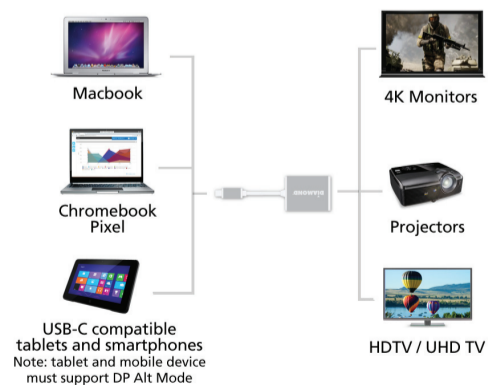 Macbook
4K Monitors
Chromebook
Pixel
Projectors
USB-C compatible
tablets and smartphones
Note: tablet and mobile device
must support DP Alt Mode
HDTV / UHD TV